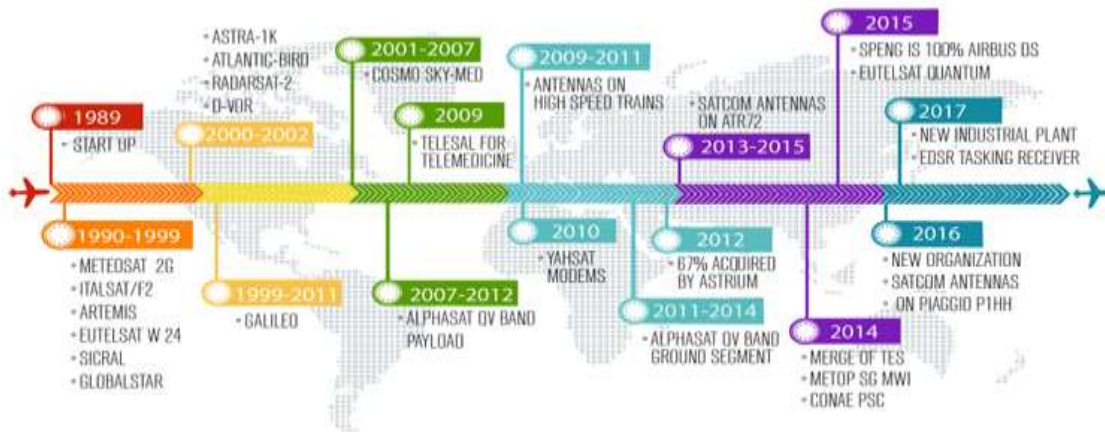 1989
• START UP
• ASTRA-1K
• ATLANTIC-BIRD
• RADARSAT-2
• D-VOR
2000-2002
2001-2007
• COSMO SKY-MED
2009
• TELESAL FOR
TELEMEDICINE
2009-2011
• ANTENNAS ON
HIGH SPEED TRAINS
• SATCOM ANTENNAS
ON ATR72
2013-2015
2015
• SPENG IS 100% AIRBUS DS
• EUTELSAT QUANTUM
2017
• NEW INDUSTRIAL PLANT
• EDSR TASKING RECEIVER
1990-1999
• METEOSAT 2G
• ITALSAT/F2
• ARTEMIS
• EUTELSAT W 24
• SICRAL
• GLOBALSTAR
1999-2011
• GALILEO
2007-2012
• ALPHASAT QV BAND
PAYLOAD
2010
• YAHSAT
MODEMS
2011-2014
• ALPHASAT QV BAND
GROUND SEGMENT
2012
• 67% ACQUIRED
BY ASTRIUM
2014
• MERGE OF TES
• METOP SG MWI
• CONAE PSC
2016
• NEW ORGANIZATION
• SATCOM ANTENNAS
• ON PIAGGIO P1HH